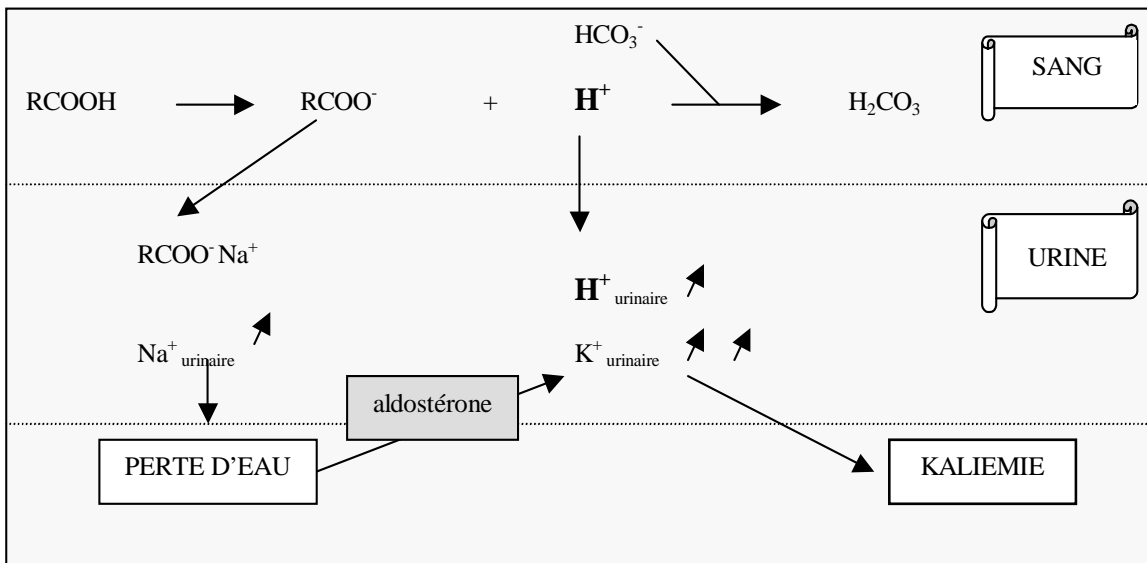 HCO₃⁻
SANG
RCOOH RCOO⁻ + H⁺ H₂CO₃
RCOO⁻ Na⁺
URINE
H⁺ urinaire
Na⁺ urinaire K⁺ urinaire
aldostérone
PERTE D'EAU KALIEMIE